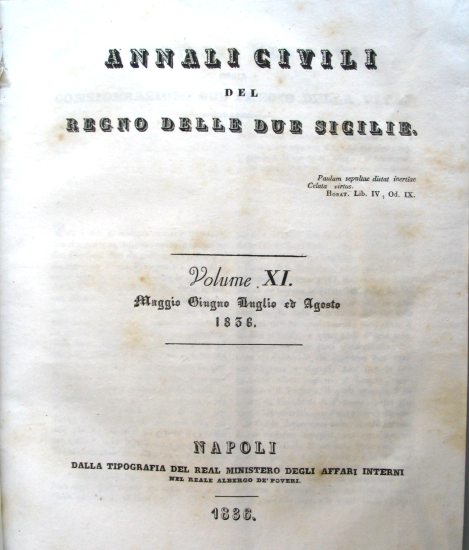 ANNALI CIVILI
DEL
REGNO DELLE DUE SICILIE.
Paulum sepultae distat inertiae
Celata virtus.
HORAT. Lib. IV, Od. IX.
Volume XI.
Maggio Giugno Luglio ed Agosto
1836.
NAPOLI
DALLA TIPOGRAFIA DEL REAL MINISTERO DEGLI AFFARI INTERNI
NEL REALE ALBERGO DE' POVERI.
1836.